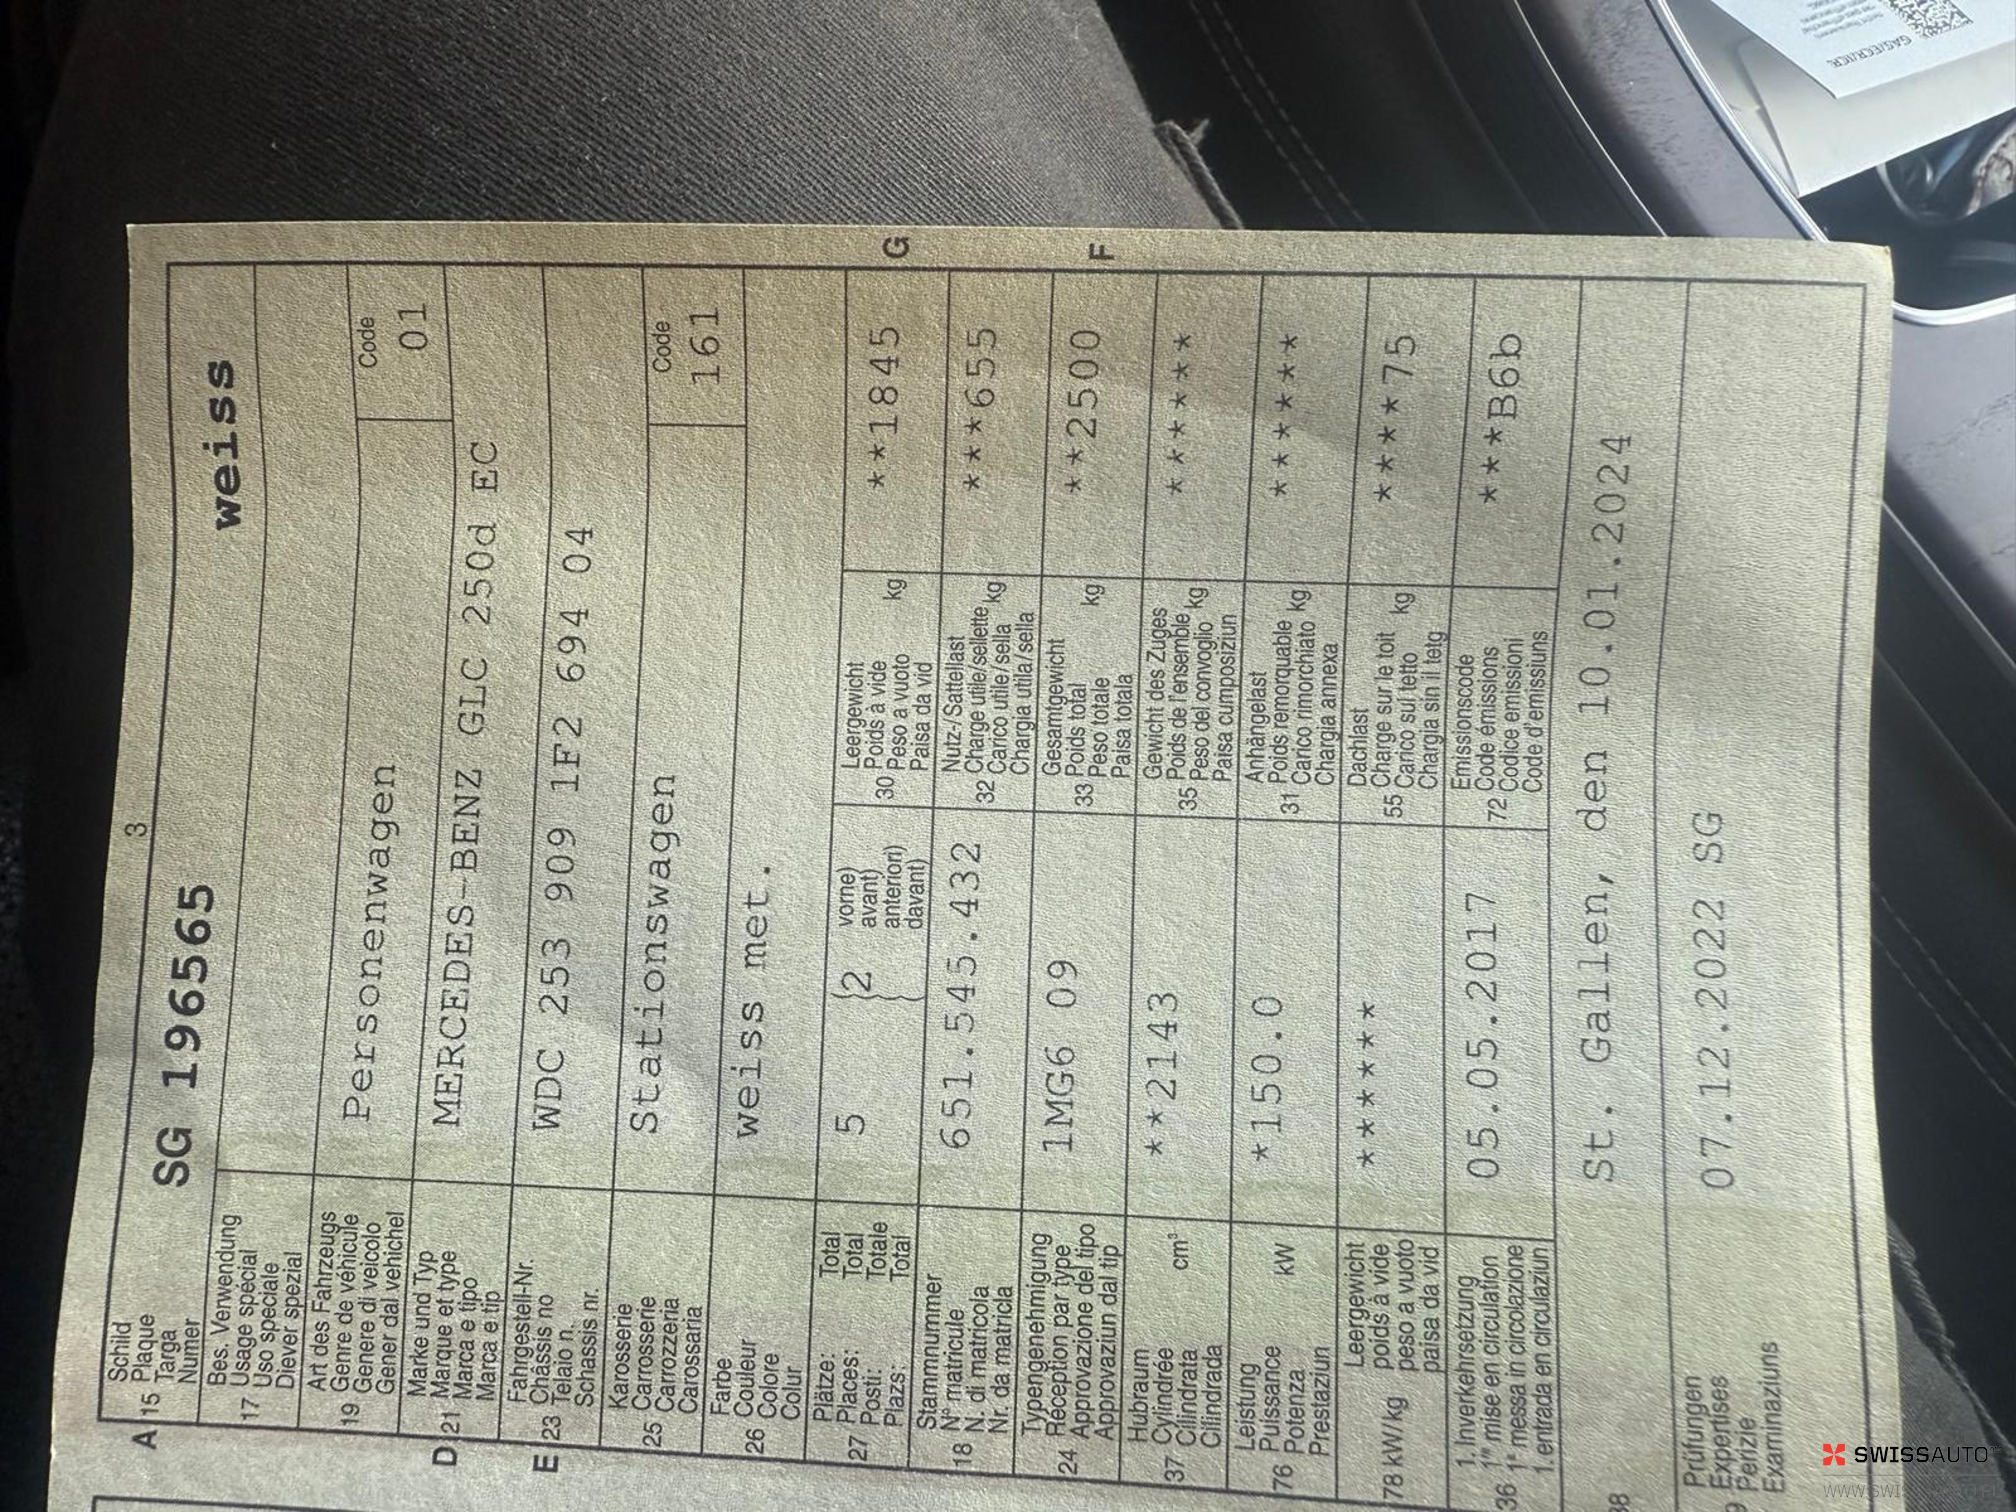 3
Schild
A 15 Plaque
Targa
Numer
SG 196565
weiss
Bes. Verwendung
17 Usage spécial
Uso speciale
Diever spezial
Art des Fahrzeugs
19 Genre de véhicule
Genere di veicolo
Gener dal vehichel
Personenwagen
Code
01
Marke und Typ
D 21 Marque et type
Marca e tipo
Marca e tip
MERCEDES-BENZ GLC 250d EC
Fahrgestell-Nr.
E 23 Châssis no
Telaio n.
Schassis nr.
WDC 253 909 1F2 694 04
Karosserie
25 Carrosserie
Carrozzeria
Carossaria
Stationswagen
Code
161
Farbe
26 Couleur
Colore
Colur
weiss met.
Plätze: Total
27 Places: Total
Posti: Totale
Plazs: Total
5 {2
vorne)
avant)
anteriori)
davant)
Leergewicht
30 Poids à vide
Peso a vuoto kg
Paisa da vid
**1845
G
Stammnummer
18 N° matricule
N. di matricola
Nr. da matricla
651.545.432
Nutz-/Sattellast
32 Charge utile/sellette
Carico utile/sella kg
Chargia utila/sella
***655
Typengenehmigung
24 Réception par type
Approvazione del tipo
Approvaziun dal tip
1MG6 09
Gesamtgewicht
33 Poids total
Peso totale kg
Paisa totala
**2500
F
Hubraum
37 Cylindrée cm³
Cilindrata
Cilindrada
**2143
Gewicht des Zuges
35 Poids de l'ensemble
Peso del convoglio kg
Paisa cumposiziun
*******
Leistung
76 Puissance kW
Potenza
Prestaziun
*150.0
Anhängelast
31 Poids remorquable
Carico rimorchiato kg
Chargia annexa
*******
78 kW/kg
Leergewicht
poids à vide
peso a vuoto
paisa da vid
*******
Dachlast
55 Charge sur le toit
Carico sul tetto kg
Chargia sin il tetg
*****75
1. Inverkehrsetzung
36 1re mise en circulation
1a messa in circolazione
1. entrada en circulaziun
05.05.2017
Emissionscode
72 Code émissions
Codice emissioni
Code d'emissiuns
****B6b
St. Gallen, den 10.01.2024
Prüfungen
Expertises
Perizie
Examinaziuns
07.12.2022 SG
SWISSAUTO